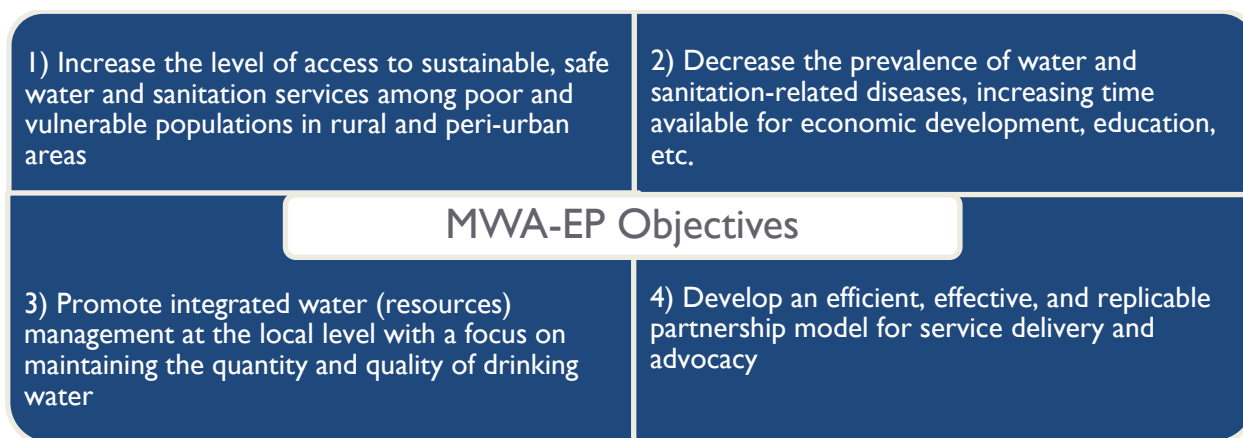 1) Increase the level of access to sustainable, safe
water and sanitation services among poor and
vulnerable populations in rural and peri-urban
areas
2) Decrease the prevalence of water and
sanitation-related diseases, increasing time
available for economic development, education,
etc.
MWA-EP Objectives
3) Promote integrated water (resources)
management at the local level with a focus on
maintaining the quantity and quality of drinking
water
4) Develop an efficient, effective, and replicable
partnership model for service delivery and
advocacy